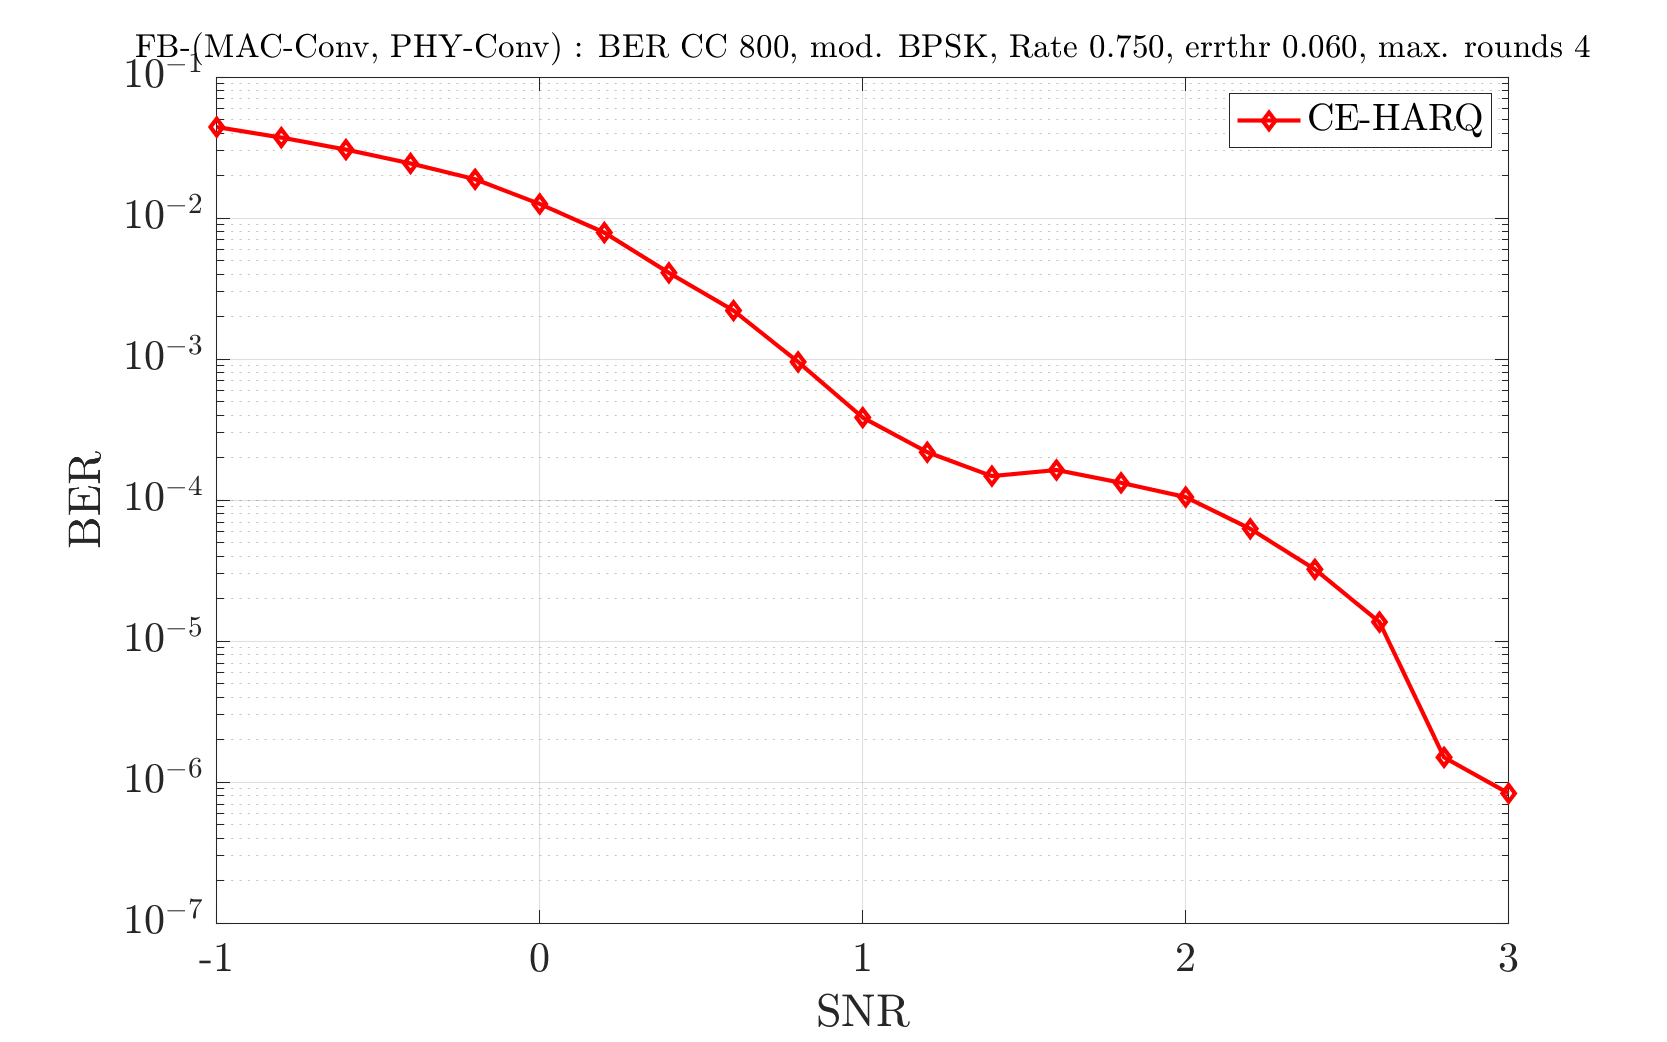 FB-(MAC-Conv, PHY-Conv) : BER CC 800, mod. BPSK, Rate 0.750, errthr 0.060, max. rounds 4
CE-HARQ
10^{-1}
10^{-2}
10^{-3}
10^{-4}
10^{-5}
10^{-6}
10^{-7}
BER
-1 0 1 2 3
SNR